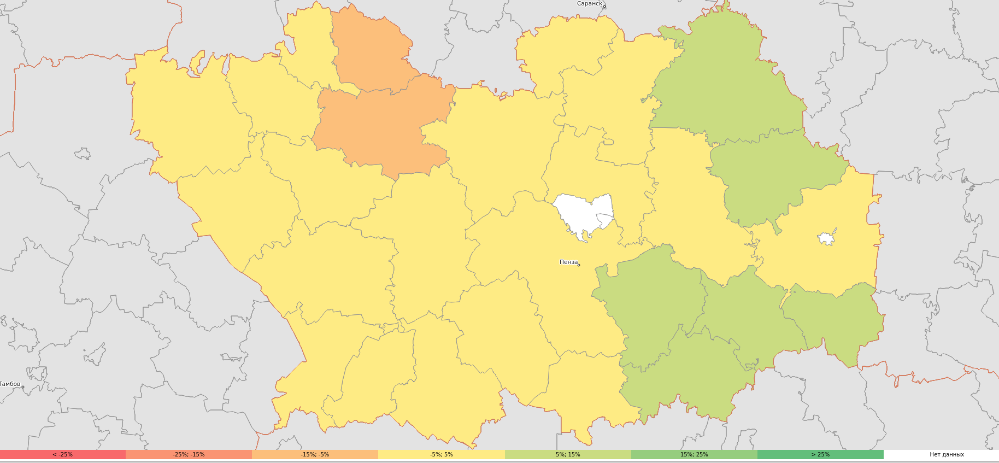 Саранск
Пенза
Тамбов
< -25%
-25%; -15%
-15%; -5%
-5%; 5%
5%; 15%
15%; 25%
> 25%
Нет данных